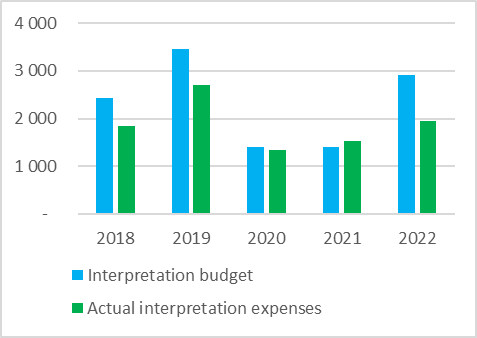 4 000
3 000
2 000
1 000
-
2018 2019 2020 2021 2022
Interpretation budget
Actual interpretation expenses